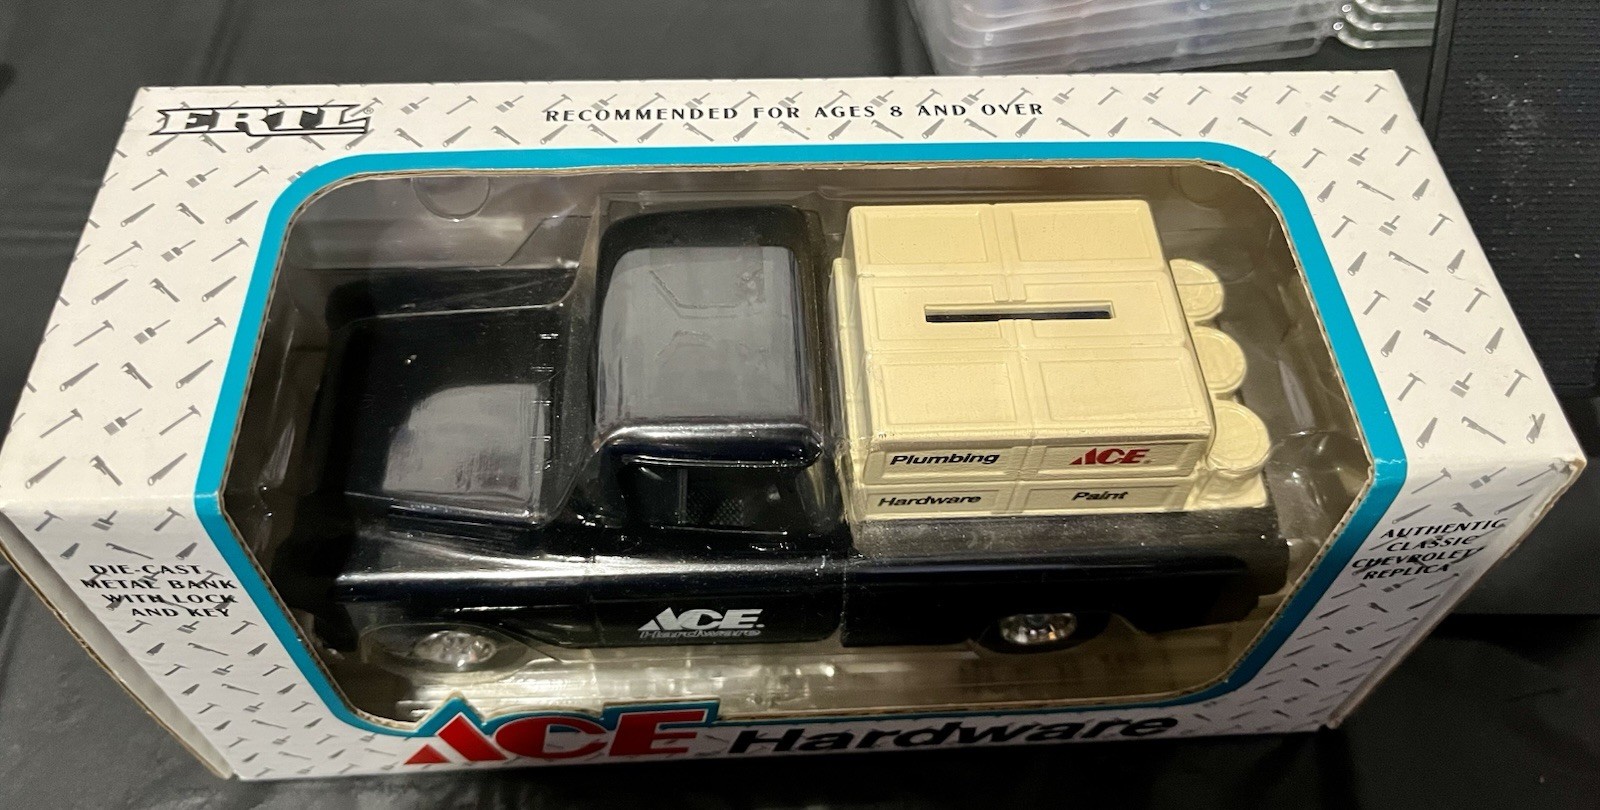 ERTL®
RECOMMENDED FOR AGES 8 AND OVER
Plumbing
ACE®
Hardware
Paint
DIE-CAST
METAL BANK
WITH LOCK
AND KEY
AUTHENTIC
CLASSIC
CHEVROLET®
REPLICA
ACE®
Hardware
ACE Hardware